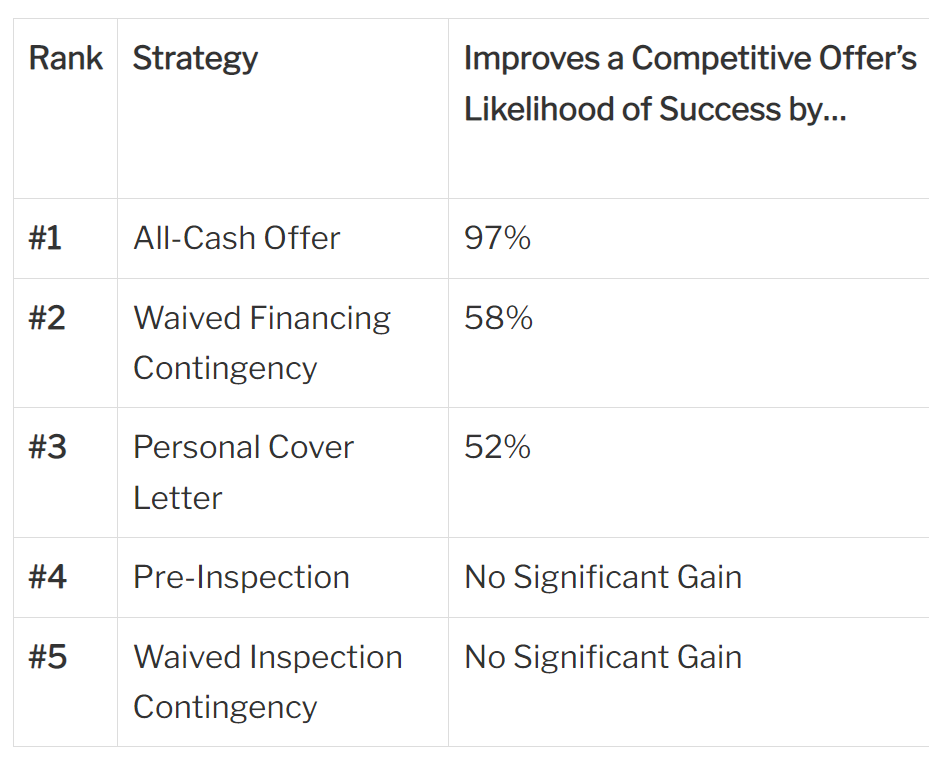 Rank Strategy Improves a Competitive Offer’s
Likelihood of Success by...
#1 All-Cash Offer 97%
#2 Waived Financing 58%
Contingency
#3 Personal Cover 52%
Letter
#4 Pre-Inspection No Significant Gain
#5 Waived Inspection No Significant Gain
Contingency